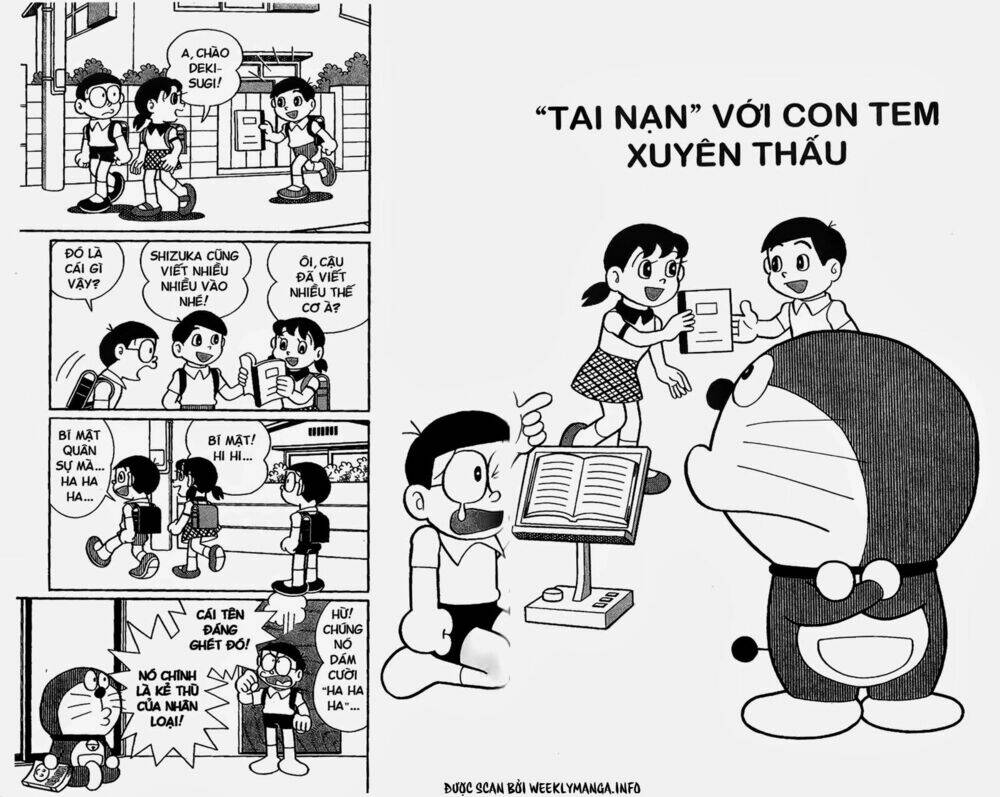 “TAI NẠN” VỚI CON TEM
XUYÊN THẤU
A, CHÀO
DEKI-
SUGI!
ÔI, CẬU
ĐÃ VIẾT
NHIỀU THẾ
CƠ À?
SHIZUKA CŨNG
VIẾT NHIỀU
NHIỀU VÀO
NHÉ!
ĐÓ LÀ
CÁI GÌ
VẬY?
BÍ MẬT!
HI HI...
BÍ MẬT
QUÂN
SỰ MÀ...
HA HA
HA...
HỪ!
CHÚNG
NÓ
DÁM
CƯỜI
“HA HA
HA”...
CÁI TÊN
ĐÁNG
GHÉT ĐÓ!
NÓ CHÍNH
LÀ KẺ THÙ
CỦA NHÂN
LOẠI!
ĐƯỢC SCAN BỞI WEEKLYMANGA.INFO